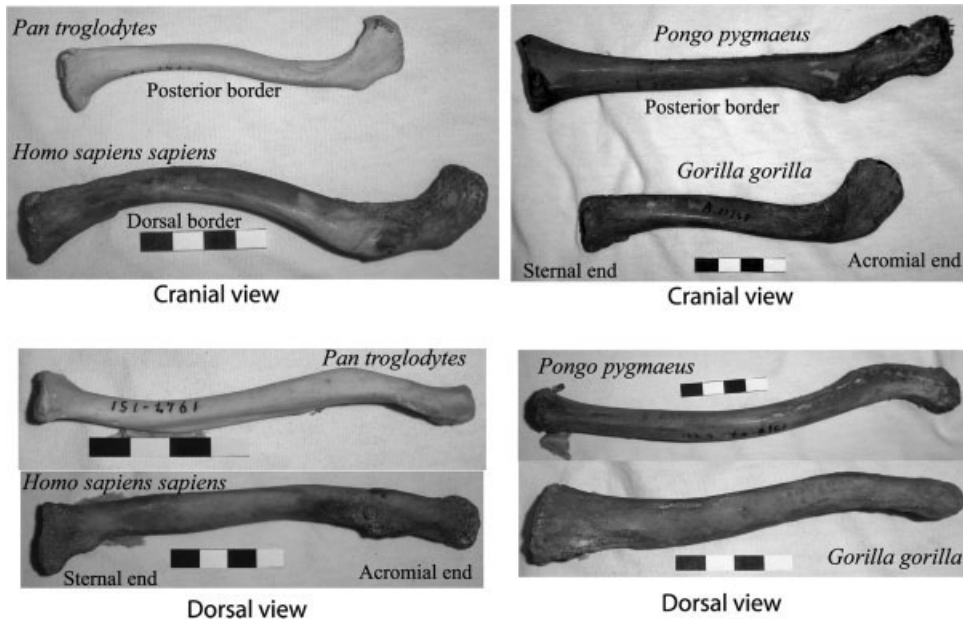 Pan troglodytes
Posterior border
Homo sapiens sapiens
Dorsal border
Cranial view
Pongo pygmaeus
Posterior border
Gorilla gorilla
Sternal end
Acromial end
Cranial view
Pan troglodytes
Homo sapiens sapiens
Sternal end
Acromial end
Dorsal view
Pongo pygmaeus
Gorilla gorilla
Dorsal view